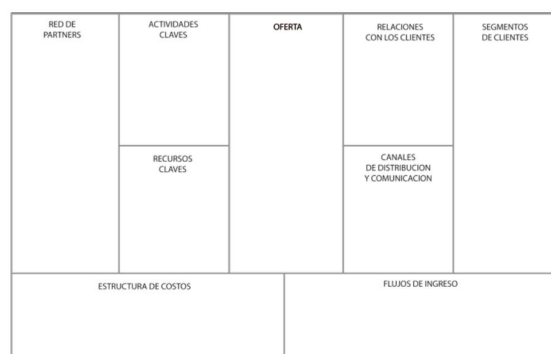 RED DE
PARTNERS
ACTIVIDADES
CLAVES
OFERTA
RELACIONES
CON LOS CLIENTES
SEGMENTOS
DE CLIENTES
RECURSOS
CLAVES
CANALES
DE DISTRIBUCION
Y COMUNICACION
ESTRUCTURA DE COSTOS
FLUJOS DE INGRESO